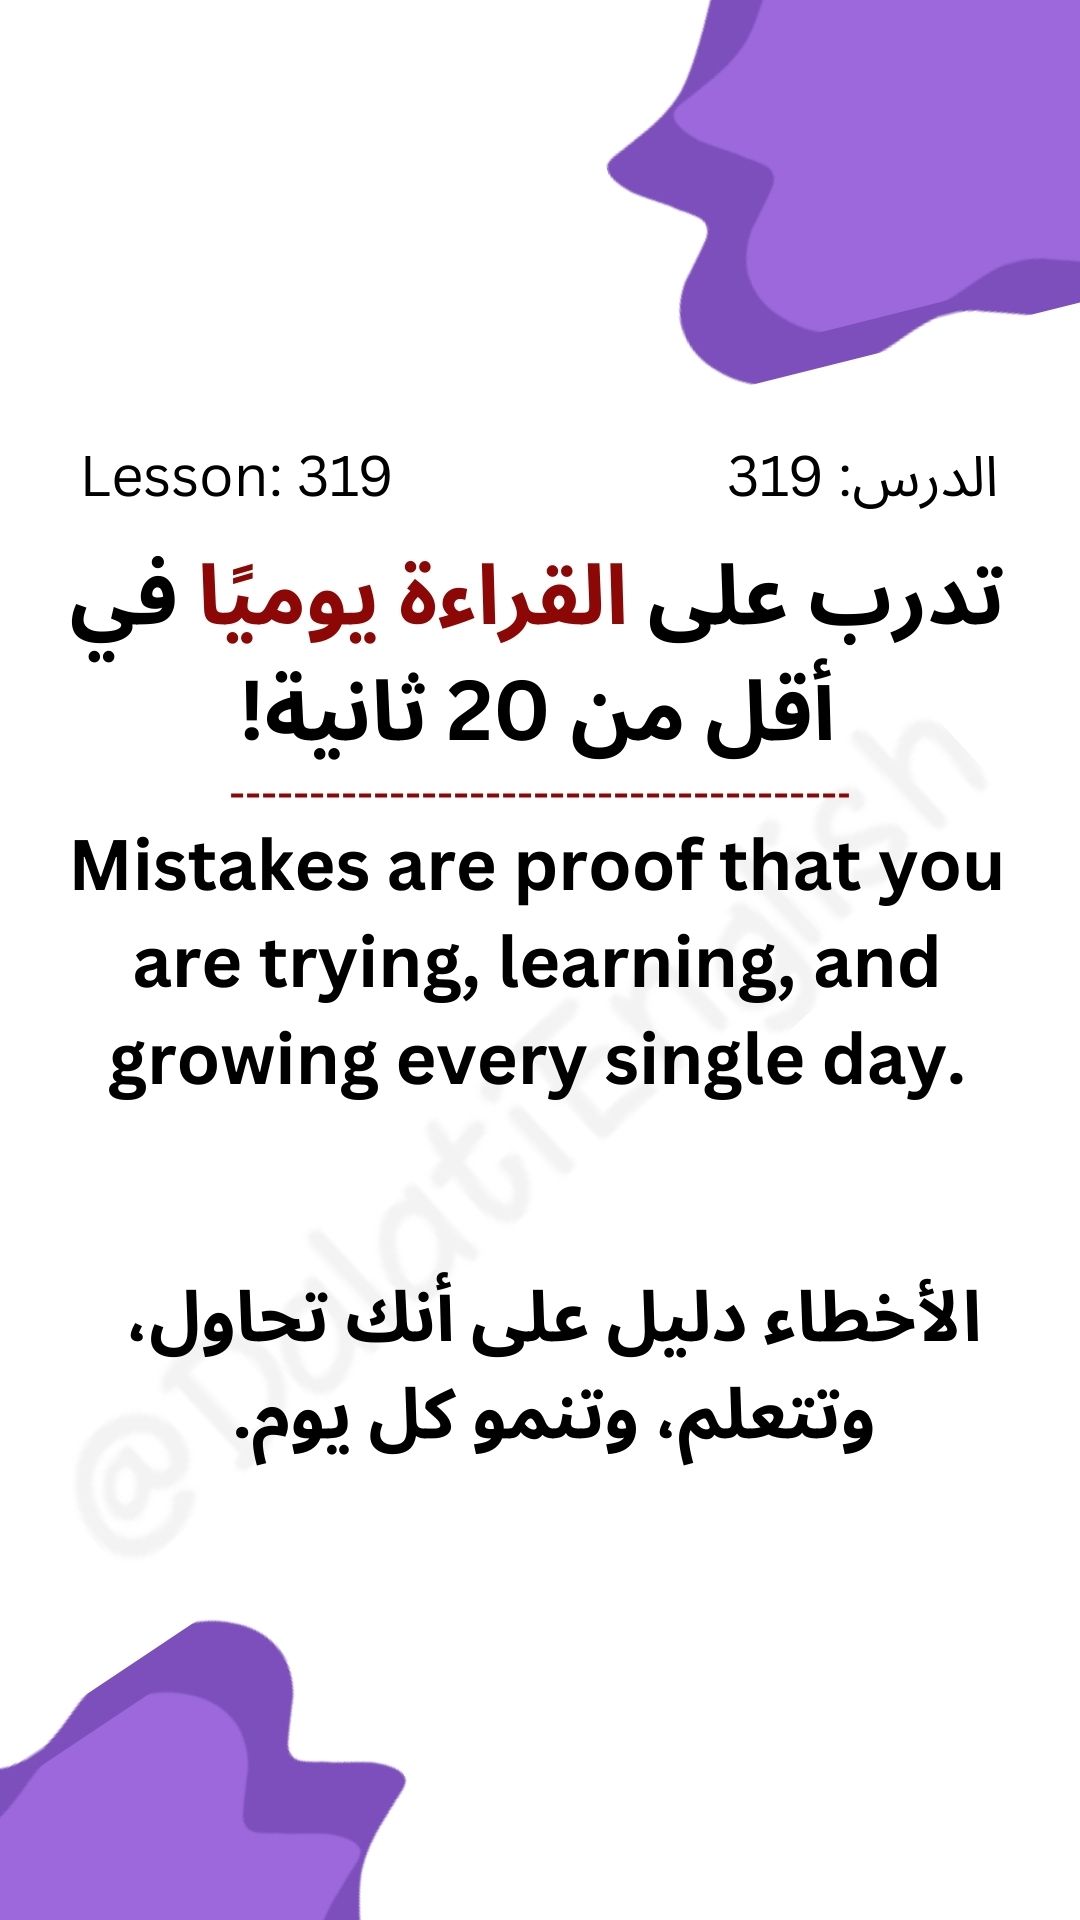 Lesson: 319
الدرس: 319
تدرب على القراءة يوميًا في
أقل من 20 ثانية!
---------------------------------------
Mistakes are proof that you
are trying, learning, and
growing every single day.
الأخطاء دليل على أنك تحاول،
وتتعلم، وتنمو كل يوم.
@DalatiEnglish